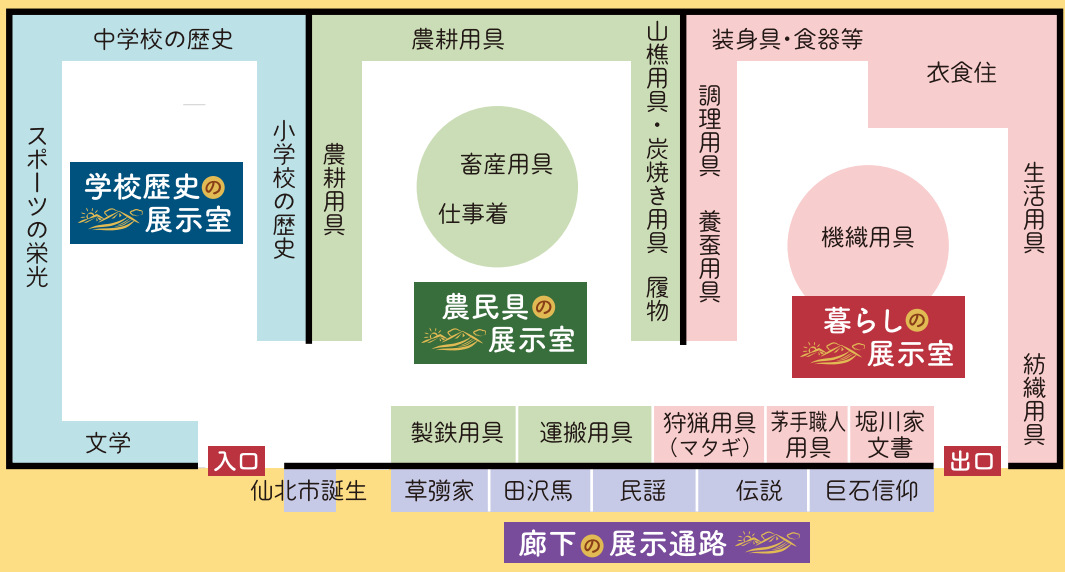 中学校の歴史
スポーツの栄光
小学校の歴史
学校歴史の
展示室
文学
農耕用具
農耕用具
畜産用具
仕事着
山樵用具・炭焼き用具 履物
農民具の
展示室
装身具・食器等
衣食住
調理用具 養蚕用具
機織用具
生活用具
紡織用具
暮らしの
展示室
製鉄用具
運搬用具
狩猟用具
（マタギ）
茅手職人
用具
堀川家
文書
入口
出口
仙北市誕生
草彅家
田沢馬
民謡
伝説
巨石信仰
廊下の展示通路